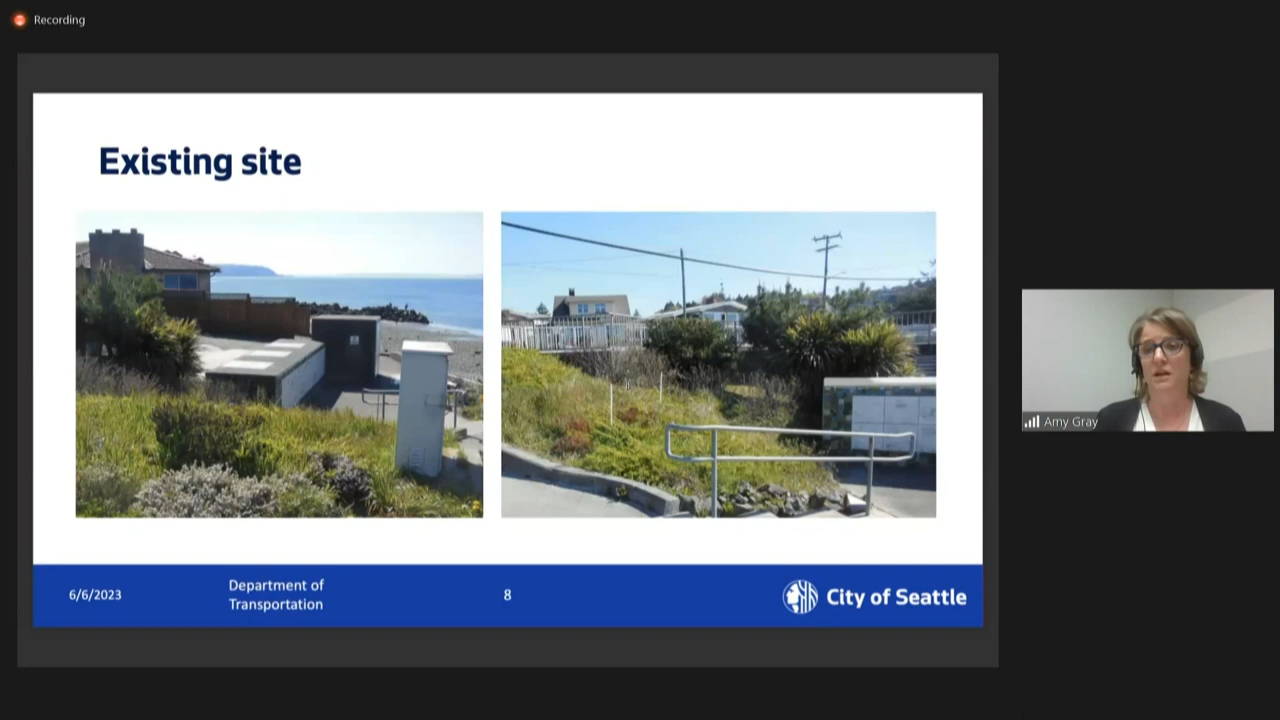 Recording
Existing site
6/6/2023
Department of
Transportation
8
City of Seattle
Amy Gray